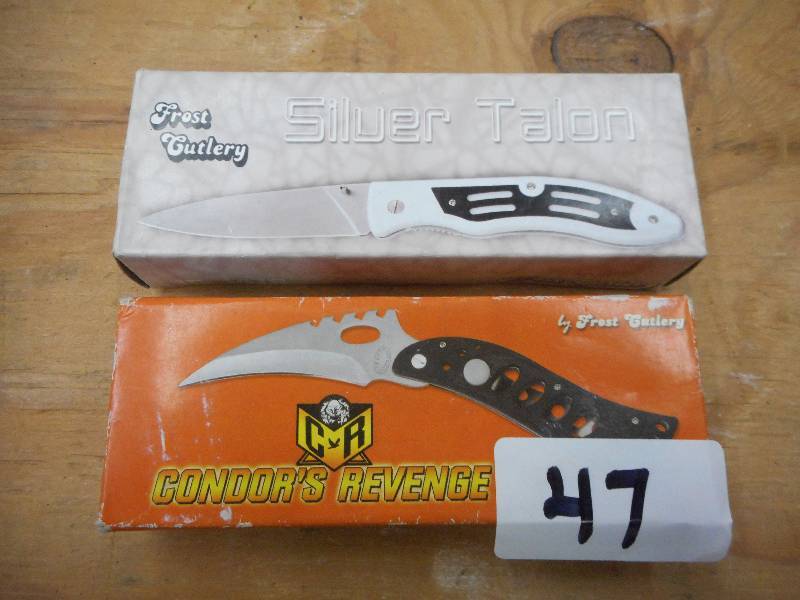 Frost
Cutlery
Silver Talon
by Frost Cutlery
CR
CONDOR'S REVENGE
47